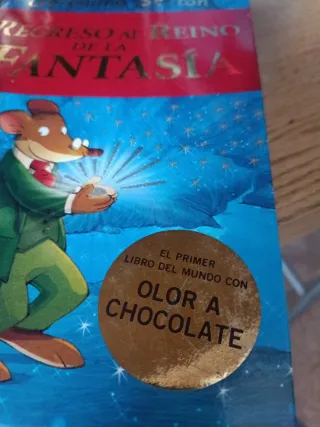 REGRESO AL REINO
DE LA
FANTASÍA
EL PRIMER
LIBRO DEL MUNDO CON
OLOR A
CHOCOLATE